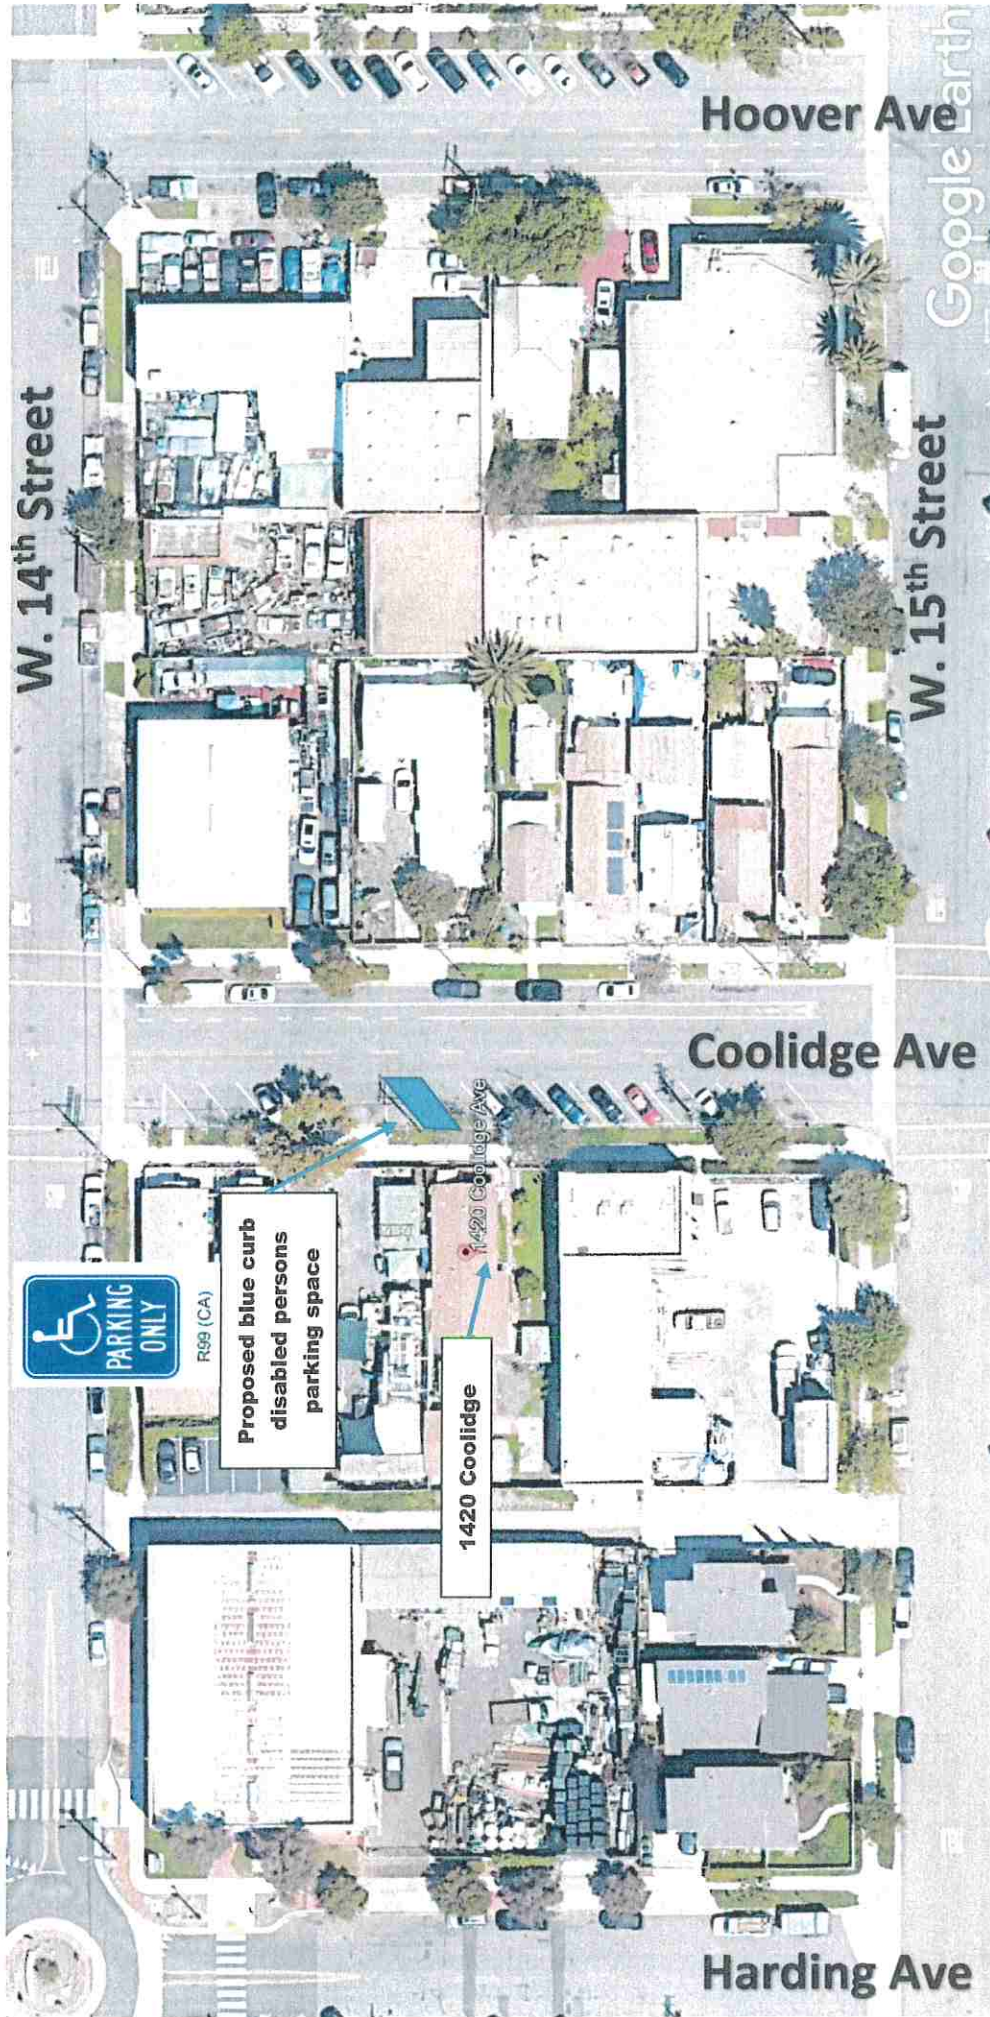 W. 14th Street
Hoover Ave
Google Earth
W. 15th Street
Coolidge Ave
1420 Coolidge Ave
PARKING
ONLY
R99 (CA)
Proposed blue curb
disabled persons
parking space
1420 Coolidge
Harding Ave